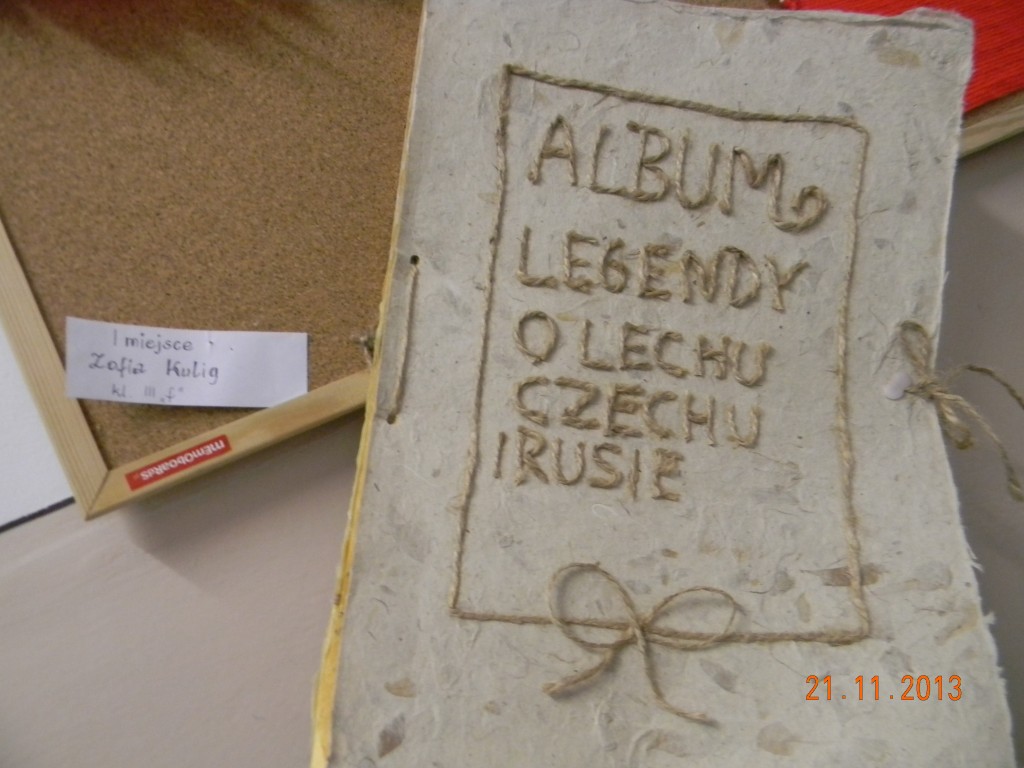 ALBUM
LEGENDY
O LECHU
CZECHU
I RUSIE
I miejsce
Zofia Kulig
kl. III „f"
memoboards
21.11.2013